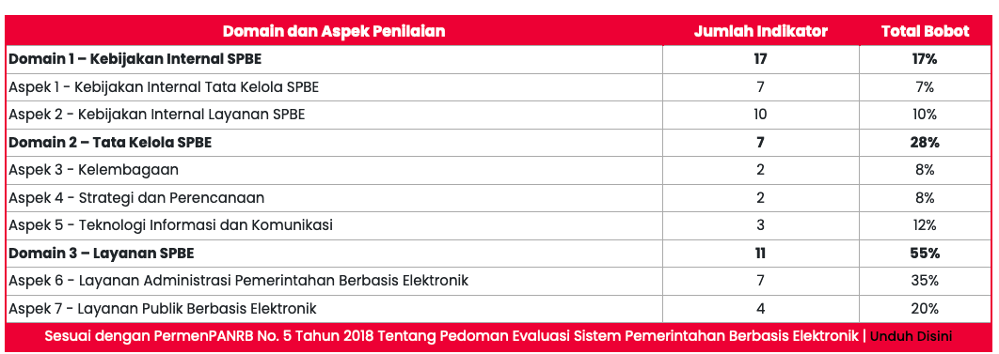 Domain dan Aspek Penilaian Jumlah Indikator Total Bobot
Domain 1 – Kebijakan Internal SPBE 17 17%
Aspek 1 - Kebijakan Internal Tata Kelola SPBE 7 7%
Aspek 2 - Kebijakan Internal Layanan SPBE 10 10%
Domain 2 – Tata Kelola SPBE 7 28%
Aspek 3 - Kelembagaan 2 8%
Aspek 4 - Strategi dan Perencanaan 2 8%
Aspek 5 - Teknologi Informasi dan Komunikasi 3 12%
Domain 3 – Layanan SPBE 11 55%
Aspek 6 - Layanan Administrasi Pemerintahan Berbasis Elektronik 7 35%
Aspek 7 - Layanan Publik Berbasis Elektronik 4 20%
Sesuai dengan PermenPANRB No. 5 Tahun 2018 Tentang Pedoman Evaluasi Sistem Pemerintahan Berbasis Elektronik | Unduh Disini